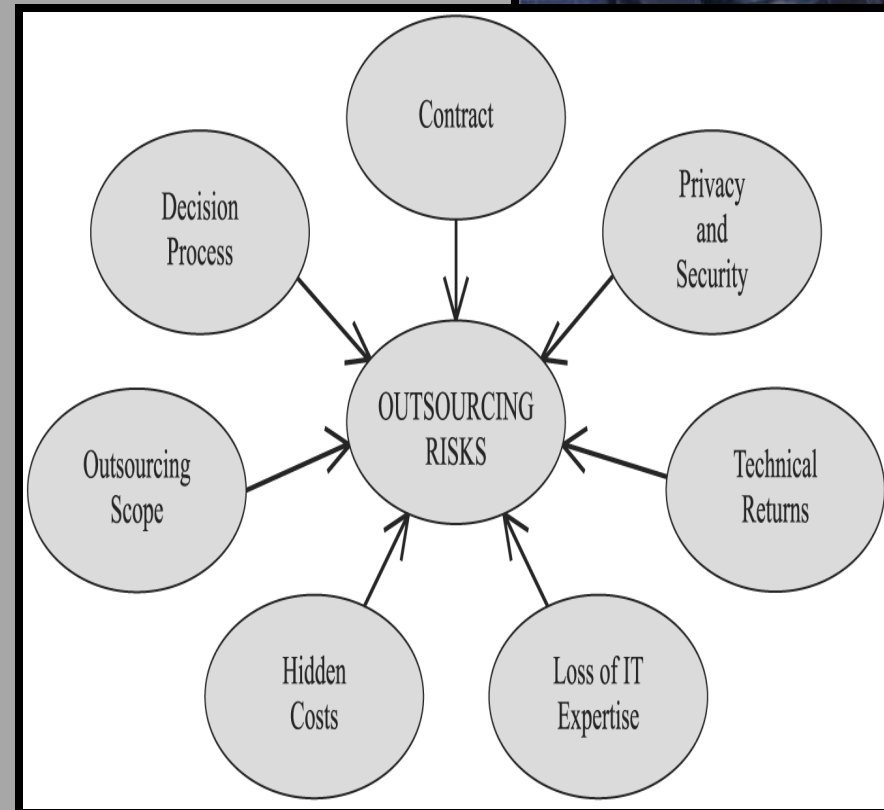 Contract
Decision
Process
Privacy
and
Security
OUTSOURCING
RISKS
Outsourcing
Scope
Technical
Returns
Hidden
Costs
Loss of IT
Expertise